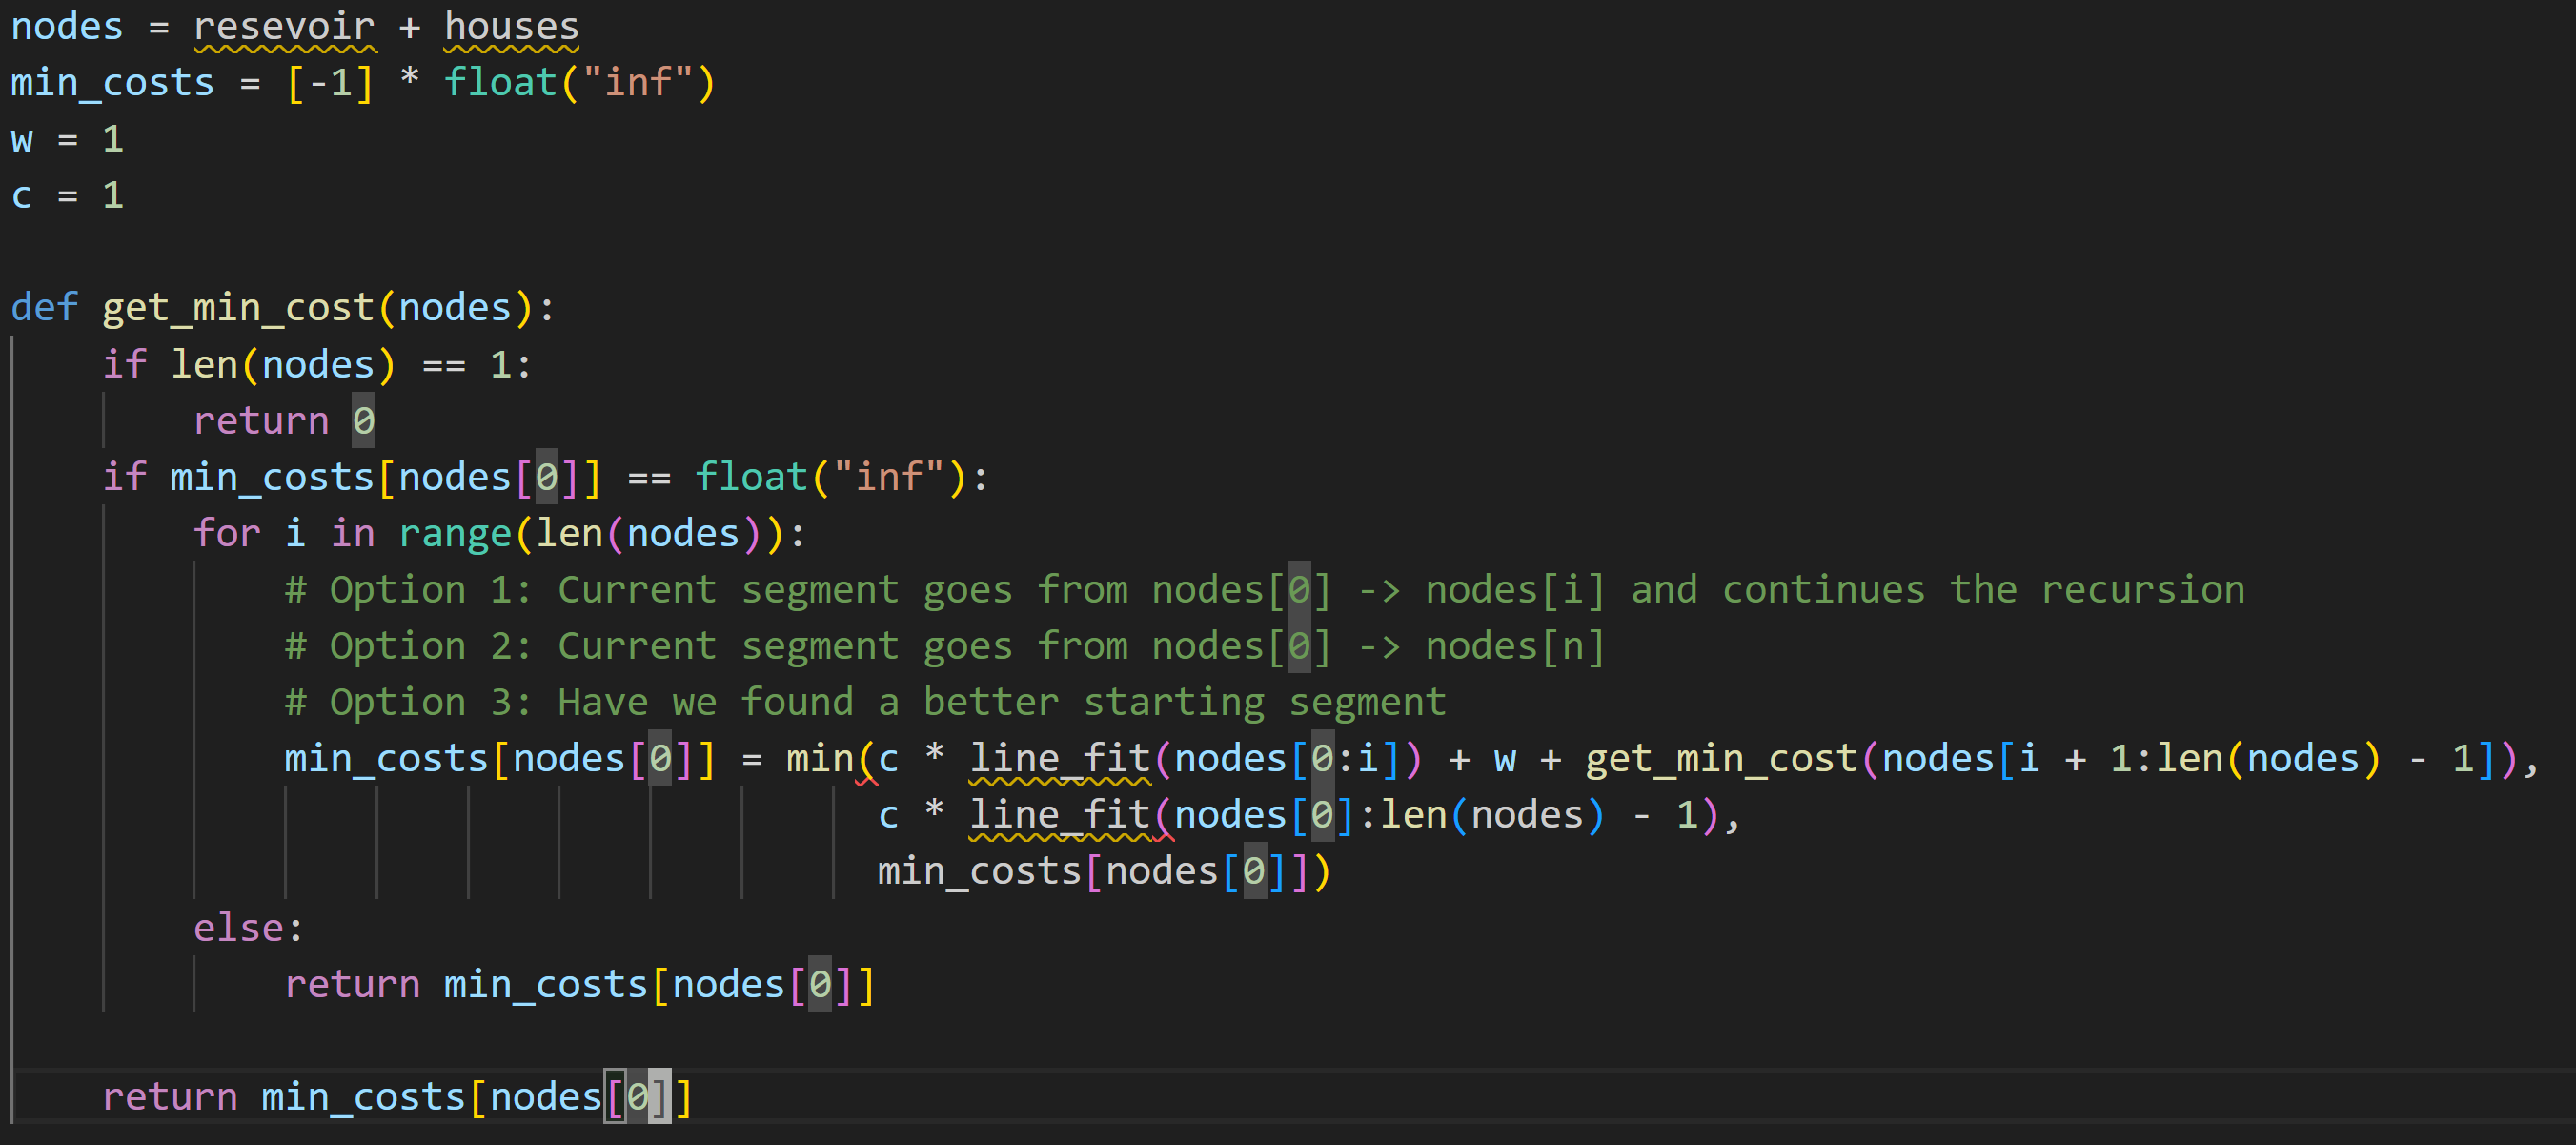 nodes = resevoir + houses
min_costs = [-1] * float("inf")
w = 1
c = 1
def get_min_cost(nodes):
    if len(nodes) == 1:
        return 0
    if min_costs[nodes[0]] == float("inf"):
        for i in range(len(nodes)):
            # Option 1: Current segment goes from nodes[0] -> nodes[i] and continues the recursion
            # Option 2: Current segment goes from nodes[0] -> nodes[n]
            # Option 3: Have we found a better starting segment
            min_costs[nodes[0]] = min(c * line_fit(nodes[0:i]) + w + get_min_cost(nodes[i + 1:len(nodes) - 1]),
                                      c * line_fit(nodes[0]:len(nodes) - 1),
                                      min_costs[nodes[0]])
        else:
            return min_costs[nodes[0]]
    return min_costs[nodes[0]]